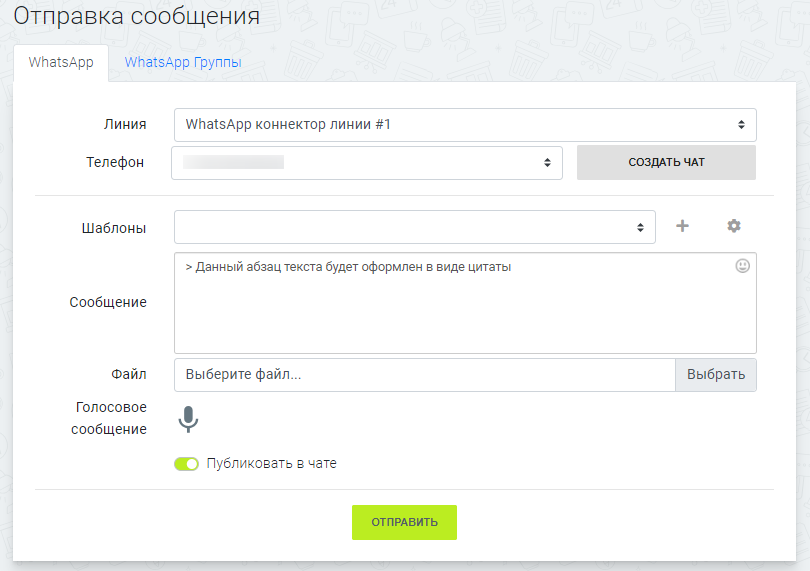 Отправка сообщения
WhatsApp
WhatsApp Группы
Линия
WhatsApp коннектор линии #1
Телефон
СОЗДАТЬ ЧАТ
Шаблоны
Сообщение
> Данный абзац текста будет оформлен в виде цитаты
Файл
Выберите файл...
Выбрать
Голосовое
сообщение
Публиковать в чате
ОТПРАВИТЬ